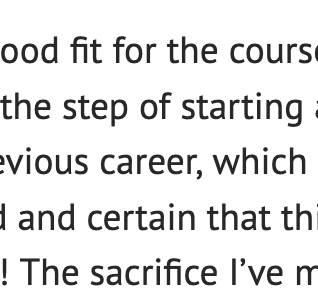 ood fit for the cours
the step of starting
evious career, which
d and certain that thi
! The sacrifice I’ve m